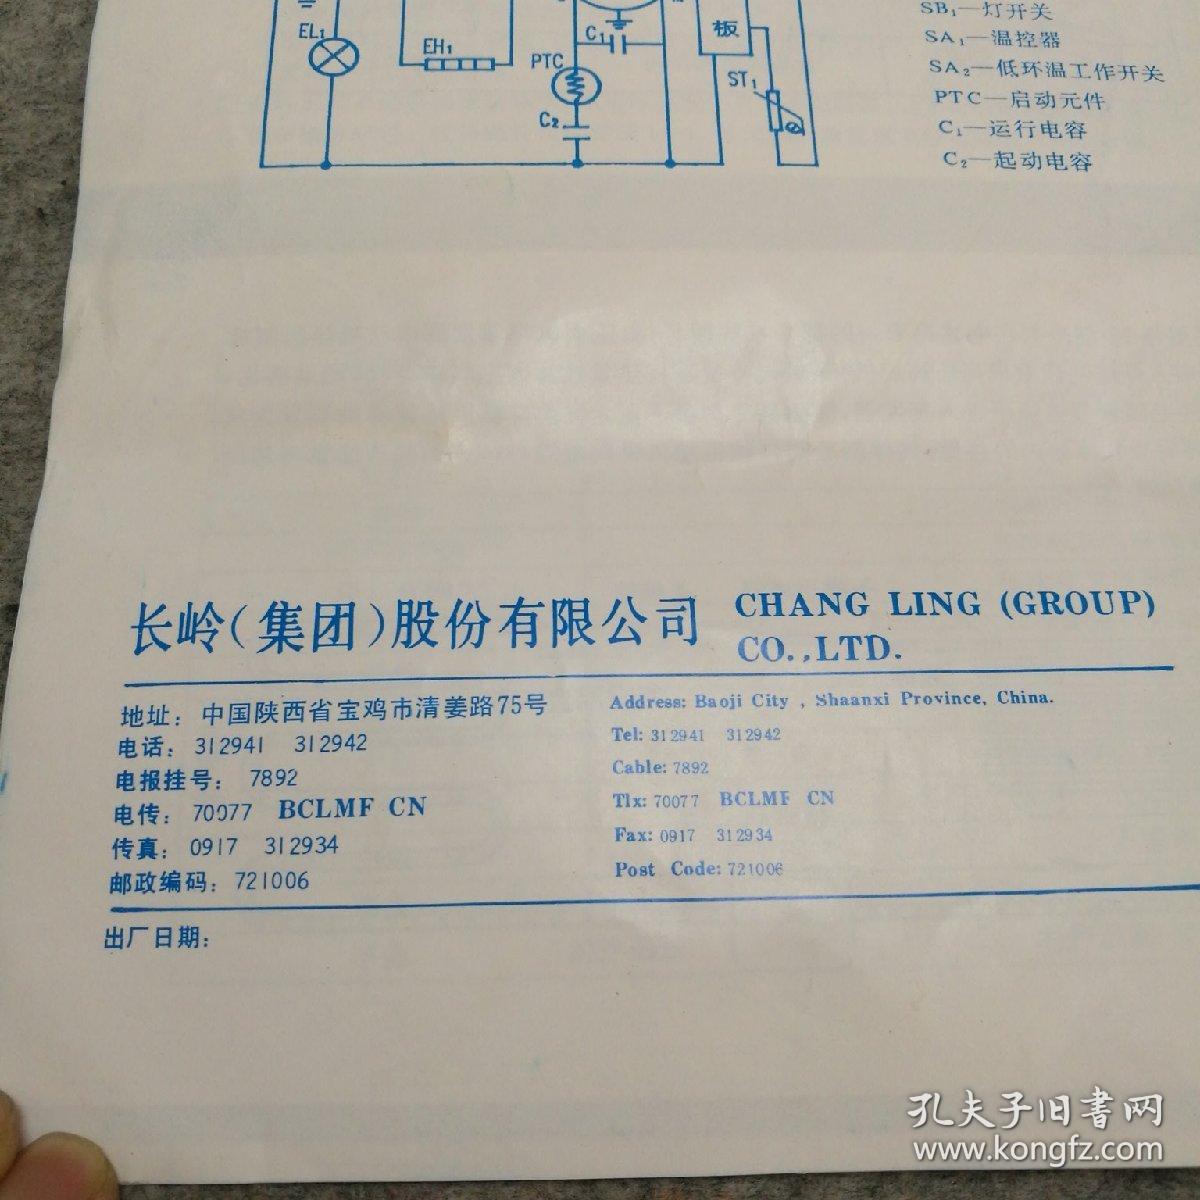 SB₁—灯开关
EL₁
C₁
板
SA₁—温控器
EH₁
PTC
SA₂—低环温工作开关
ST₁
PTC—启动元件
C₂
C₁—运行电容
C₂—起动电容
长岭(集团)股份有限公司
CHANG LING (GROUP)
CO.,LTD.
地址: 中国陕西省宝鸡市清姜路75号
电话: 312941 312942
电报挂号: 7892
电传: 70077 BCLMF CN
传真: 0917 312934
邮政编码: 721006
Address: Baoji City , Shaanxi Province, China.
Tel: 312941 312942
Cable: 7892
Tlx: 70077 BCLMF CN
Fax: 0917 312934
Post Code: 721006
出厂日期:
孔夫子旧书网
www.kongfz.com